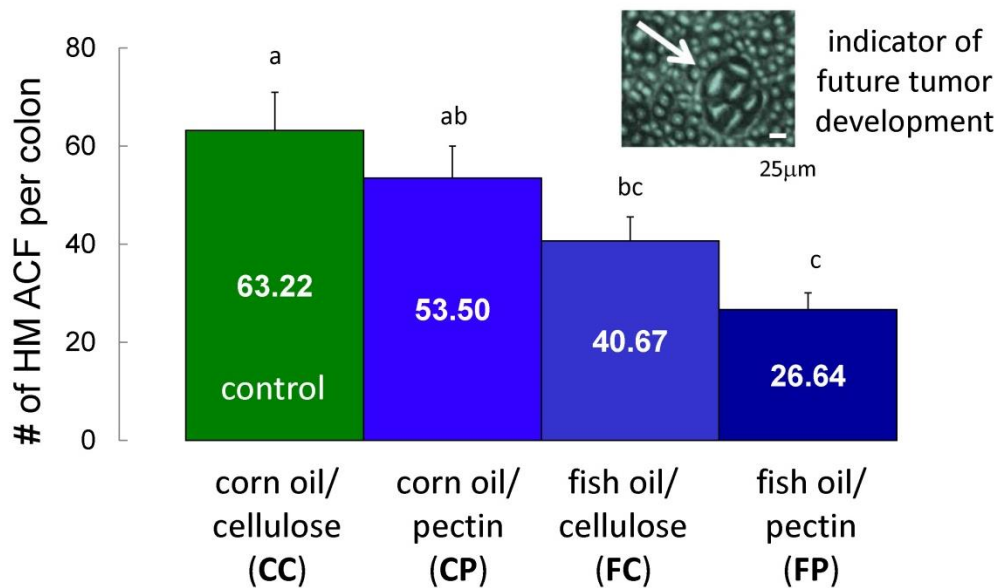 indicator of
future tumor
development
25μm
# of HM ACF per colon
80
60
40
20
0
a
ab
bc
c
63.22
53.50
40.67
26.64
control
corn oil/
cellulose
(CC)
corn oil/
pectin
(CP)
fish oil/
cellulose
(FC)
fish oil/
pectin
(FP)